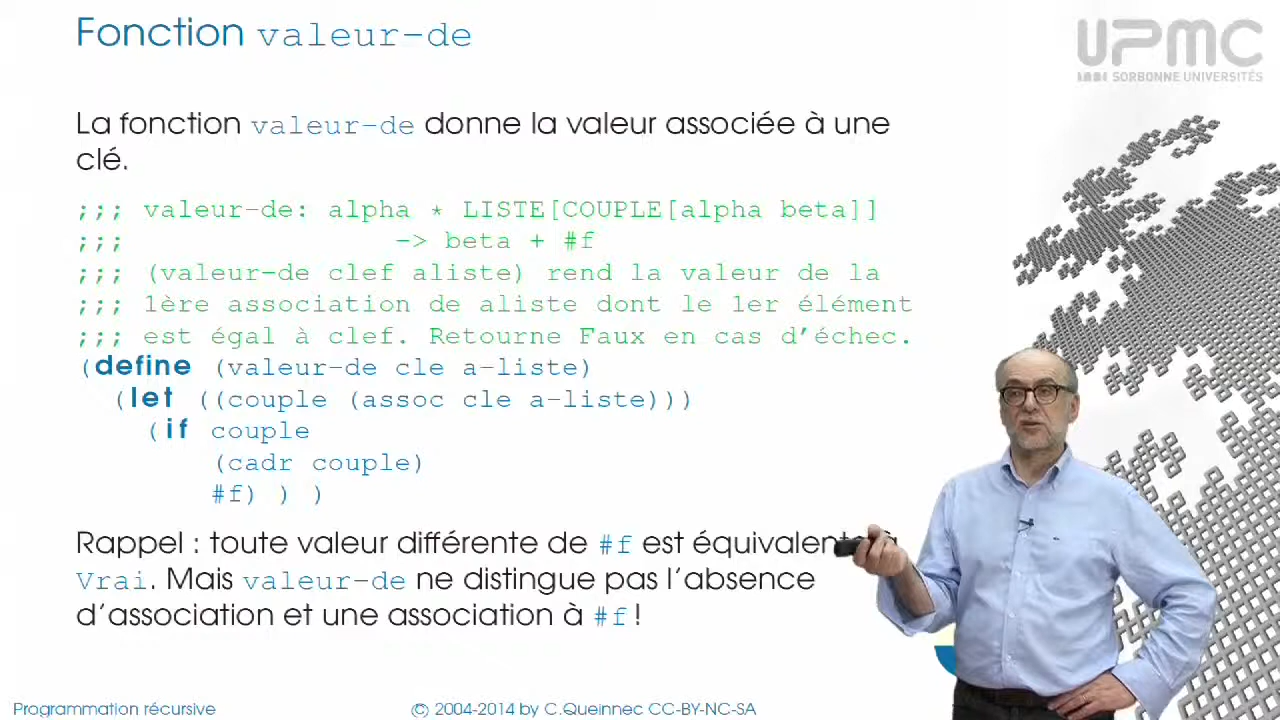 Fonction valeur-de
UPMC
SORBONNE UNIVERSITÉS
La fonction valeur-de donne la valeur associée à une
clé.
;;; valeur-de: alpha * LISTE[COUPLE[alpha beta]]
;;; -> beta + #f
;;; (valeur-de clef aliste) rend la valeur de la
;;; 1ère association de aliste dont le 1er élément
;;; est égal à clef. Retourne Faux en cas d'échec.
(define (valeur-de cle a-liste)
(let ((couple (assoc cle a-liste)))
(if couple
(cadr couple)
#f) ) )
Rappel : toute valeur différente de #f est équivalente à
Vrai. Mais valeur-de ne distingue pas l'absence
d'association et une association à #f !
Programmation récursive
© 2004-2014 by C.Queinnec CC-BY-NC-SA